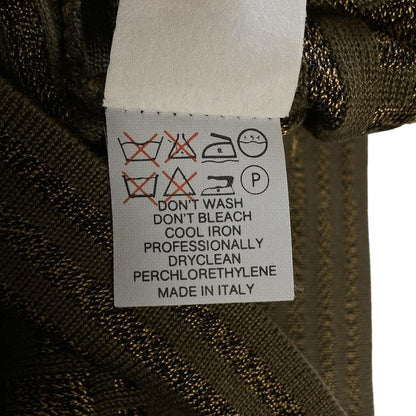 P
DON'T WASH
DON'T BLEACH
COOL IRON
PROFESSIONALLY
DRYCLEAN
PERCHLORETHYLENE
MADE IN ITALY